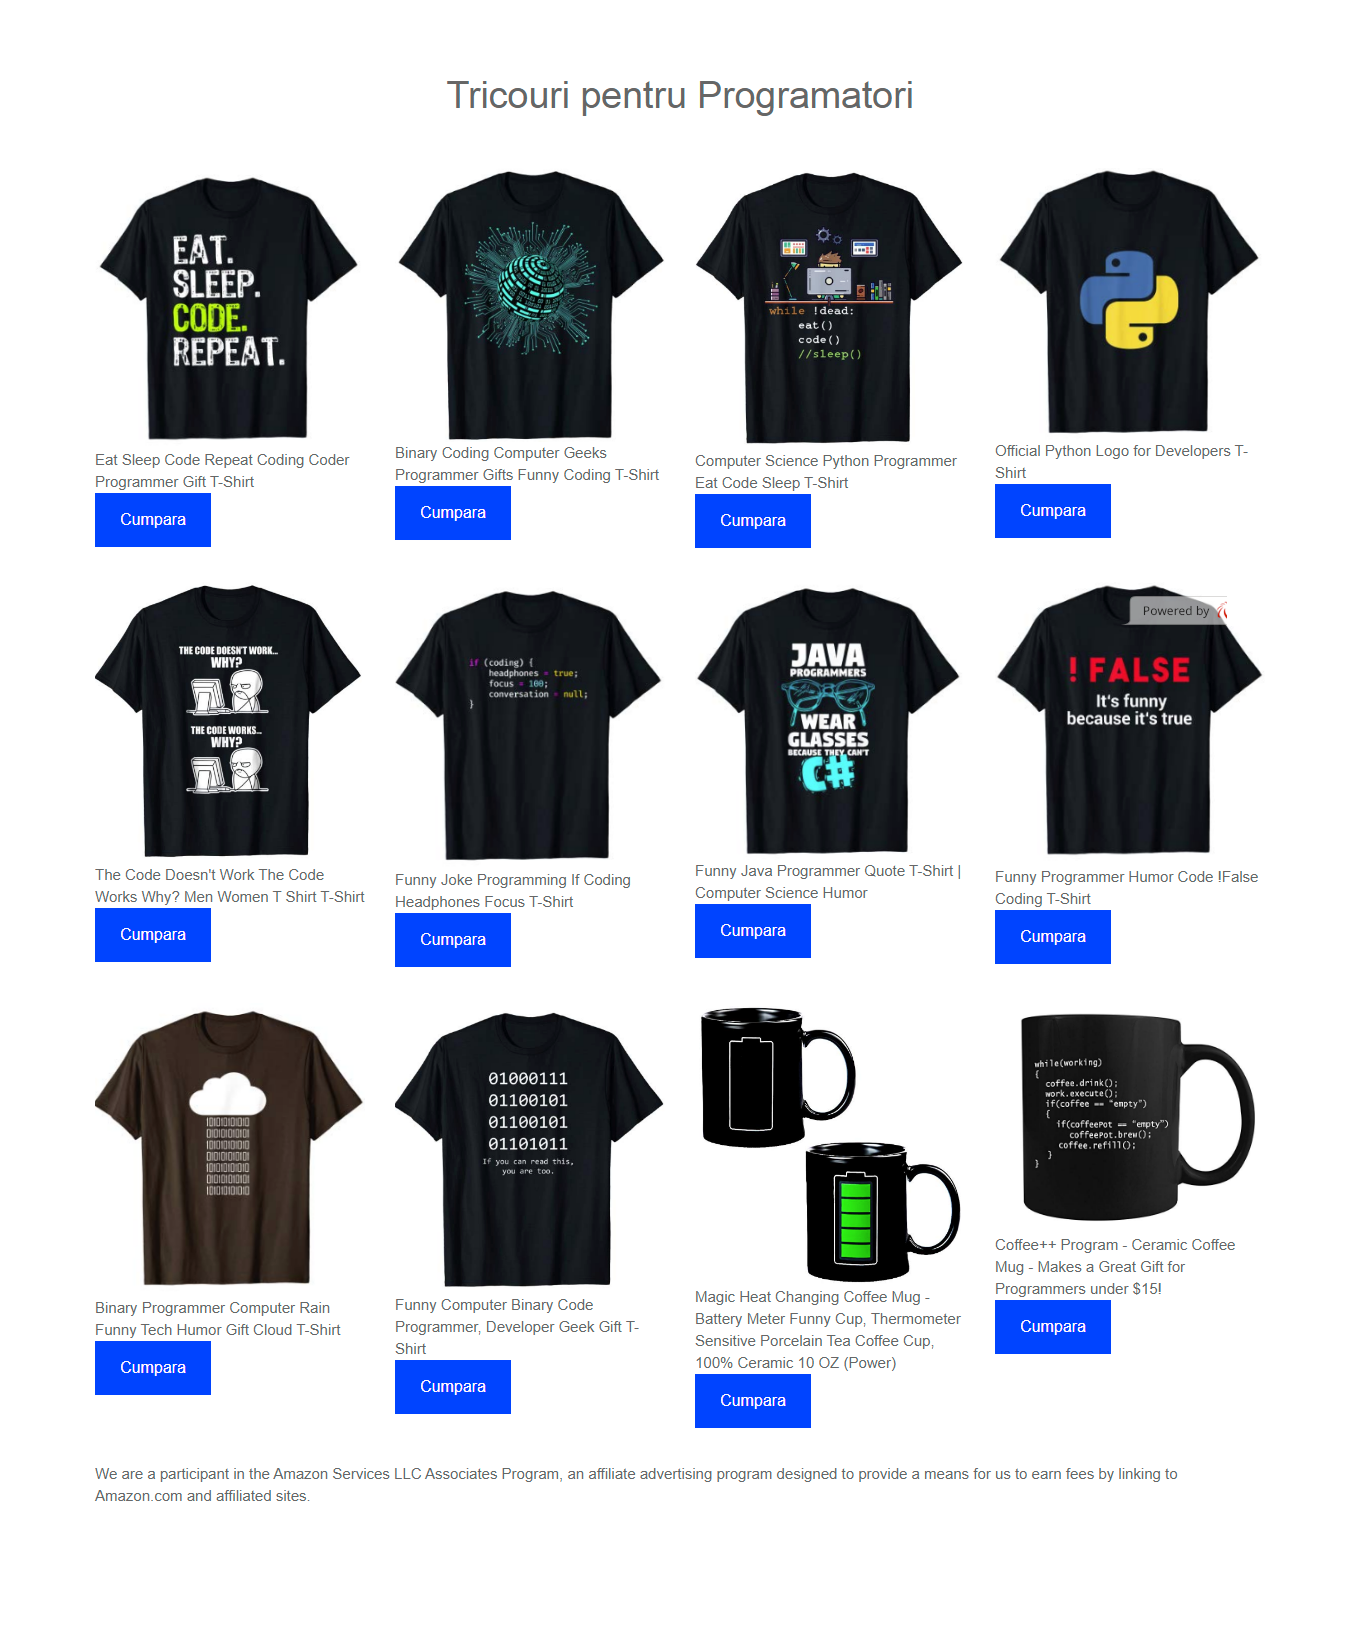 Tricouri pentru Programatori
EAT.
SLEEP.
CODE.
REPEAT.
while !dead:
eat()
code()
//sleep()
Eat Sleep Code Repeat Coding Coder
Programmer Gift T-Shirt
Cumpara
Binary Coding Computer Geeks
Programmer Gifts Funny Coding T-Shirt
Cumpara
Computer Science Python Programmer
Eat Code Sleep T-Shirt
Cumpara
Official Python Logo for Developers T-
Shirt
Cumpara
THE CODE DOESN'T WORK...
WHY?
THE CODE WORKS...
WHY?
if (coding) {
headphones = true;
focus = 100;
conversation = null;
}
JAVA
PROGRAMMERS
WEAR
GLASSES
BECAUSE THEY CAN'T
C#
Powered by
! FALSE
It's funny
because it's true
The Code Doesn't Work The Code
Works Why? Men Women T Shirt T-Shirt
Cumpara
Funny Joke Programming If Coding
Headphones Focus T-Shirt
Cumpara
Funny Java Programmer Quote T-Shirt |
Computer Science Humor
Cumpara
Funny Programmer Humor Code !False
Coding T-Shirt
Cumpara
1010101010
0101010101
1010101010
0101010101
1010101010
0101010101
1010101010
01000111
01100101
01100101
01101011
If you can read this,
you are too.
while(working)
{
coffee.drink();
work.execute();
if(coffee == "empty")
{
if(coffeePot == "empty")
coffeePot.brew();
coffee.refill();
}
}
Binary Programmer Computer Rain
Funny Tech Humor Gift Cloud T-Shirt
Cumpara
Funny Computer Binary Code
Programmer, Developer Geek Gift T-
Shirt
Cumpara
Magic Heat Changing Coffee Mug -
Battery Meter Funny Cup, Thermometer
Sensitive Porcelain Tea Coffee Cup,
100% Ceramic 10 OZ (Power)
Cumpara
Coffee++ Program - Ceramic Coffee
Mug - Makes a Great Gift for
Programmers under $15!
Cumpara
We are a participant in the Amazon Services LLC Associates Program, an affiliate advertising program designed to provide a means for us to earn fees by linking to
Amazon.com and affiliated sites.